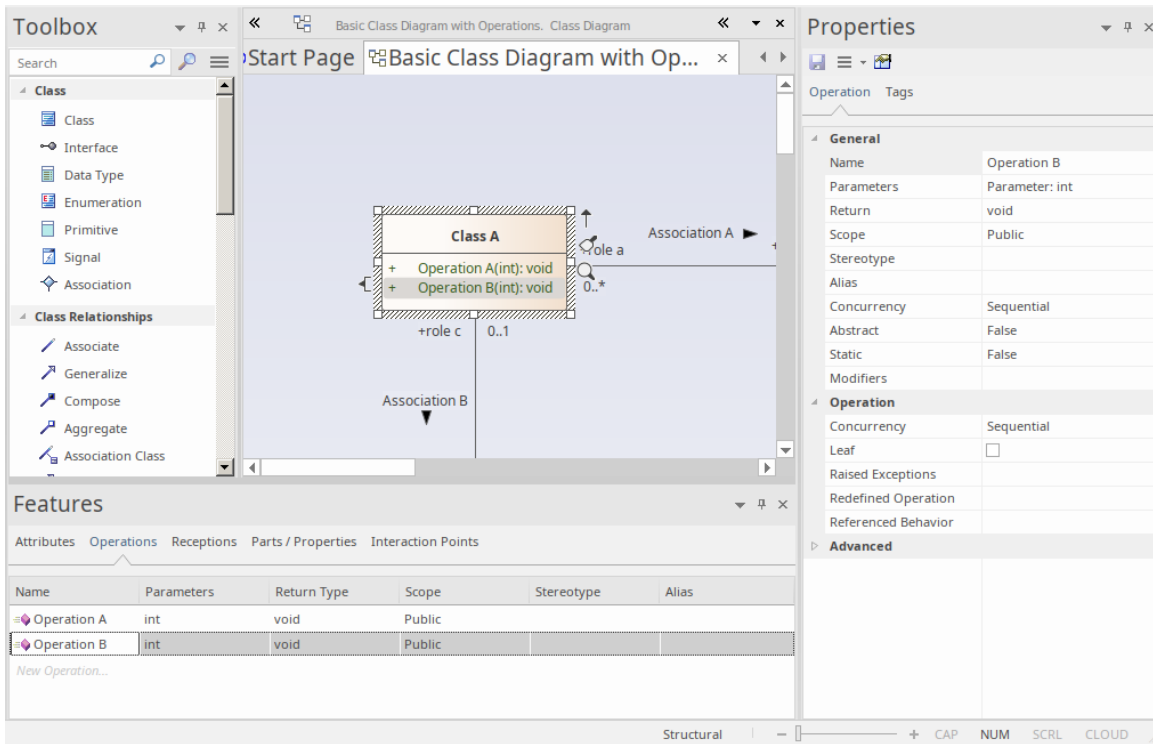 Toolbox
Search
Class
Class
Interface
Data Type
Enumeration
Primitive
Signal
Association
Class Relationships
Associate
Generalize
Compose
Aggregate
Association Class
Basic Class Diagram with Operations. Class Diagram
Start Page
Basic Class Diagram with Op...
Class A
+ Operation A(int): void
+ Operation B(int): void
Association A
role a
0..*
+role c 0..1
Association B
Features
Attributes Operations Receptions Parts / Properties Interaction Points
Name Parameters Return Type Scope Stereotype Alias
Operation A int void Public
Operation B int void Public
New Operation...
Properties
Operation Tags
General
Name Operation B
Parameters Parameter: int
Return void
Scope Public
Stereotype
Alias
Concurrency Sequential
Abstract False
Static False
Modifiers
Operation
Concurrency Sequential
Leaf
Raised Exceptions
Redefined Operation
Referenced Behavior
Advanced
Structural CAP NUM SCRL CLOUD